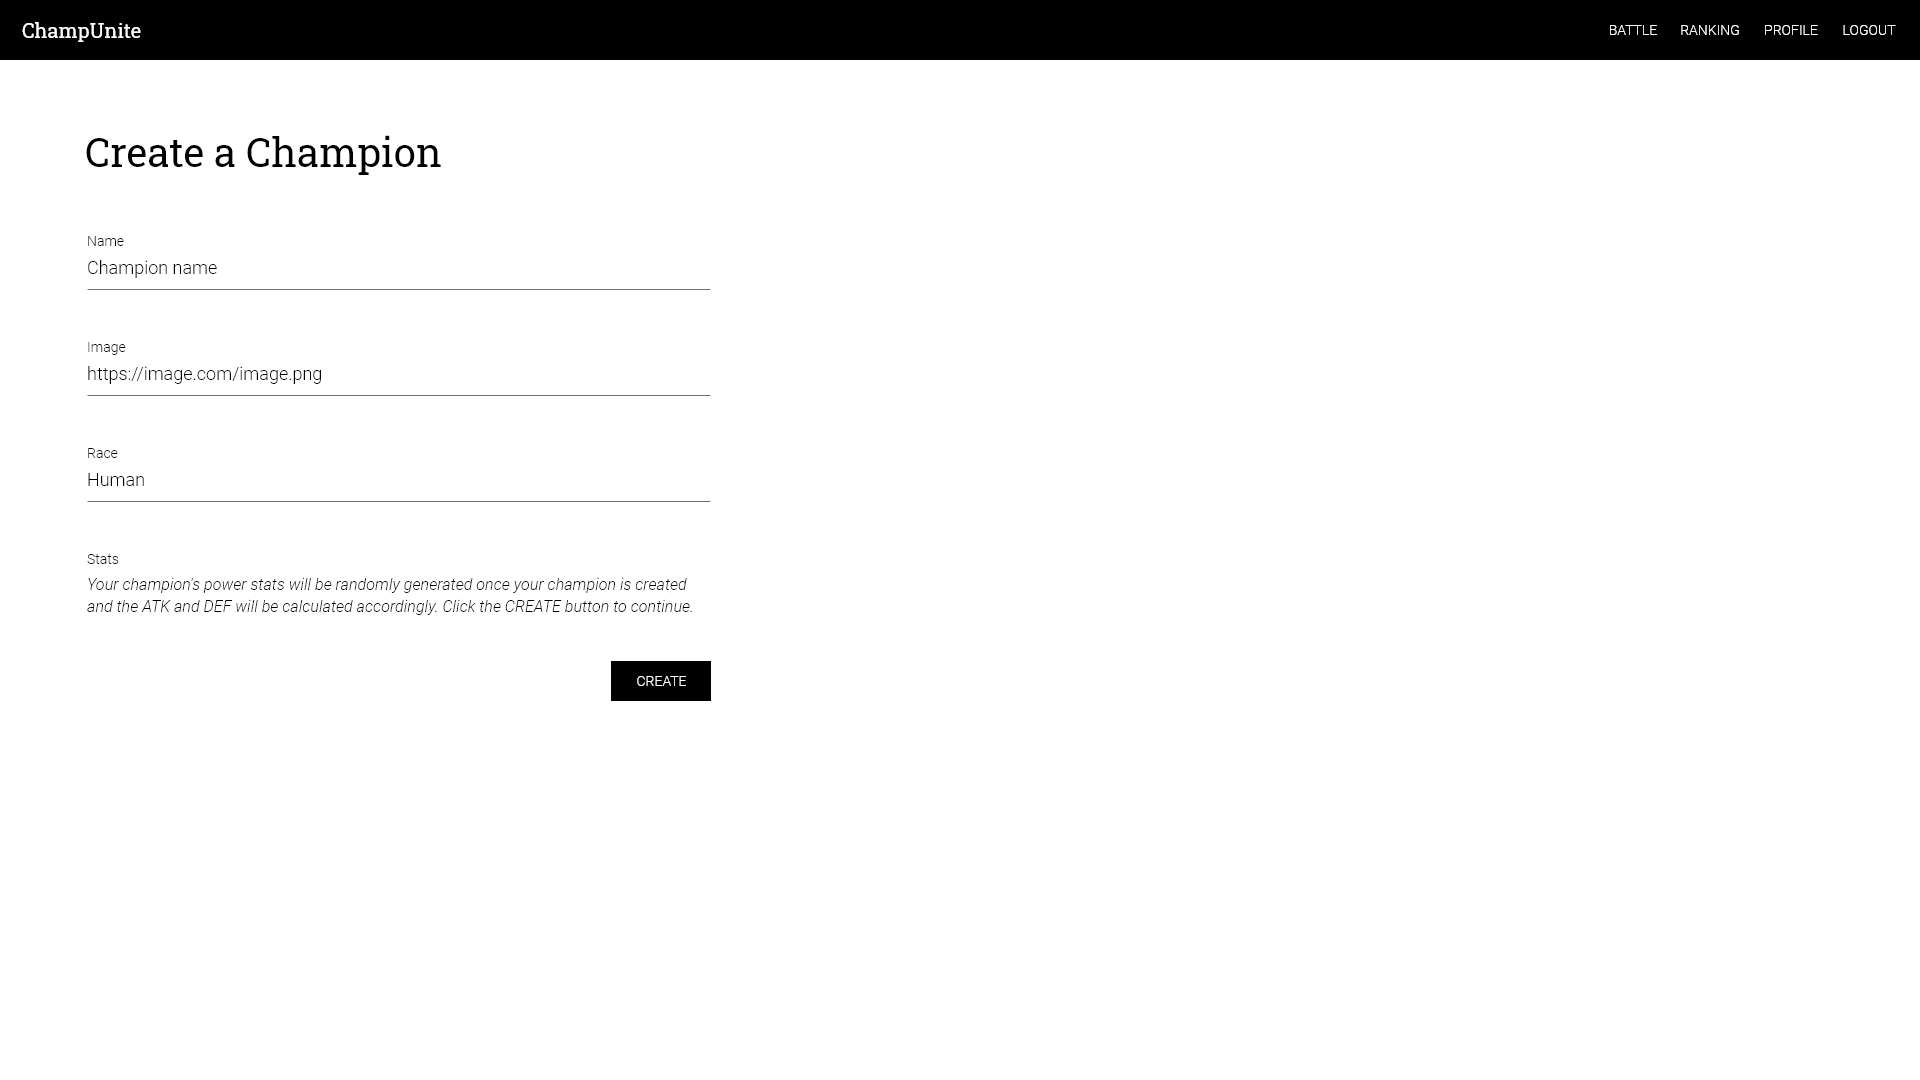 ChampUnite
BATTLE RANKING PROFILE LOGOUT
Create a Champion
Name
Champion name
Image
https://image.com/image.png
Race
Human
Stats
Your champion's power stats will be randomly generated once your champion is created
and the ATK and DEF will be calculated accordingly. Click the CREATE button to continue.
CREATE